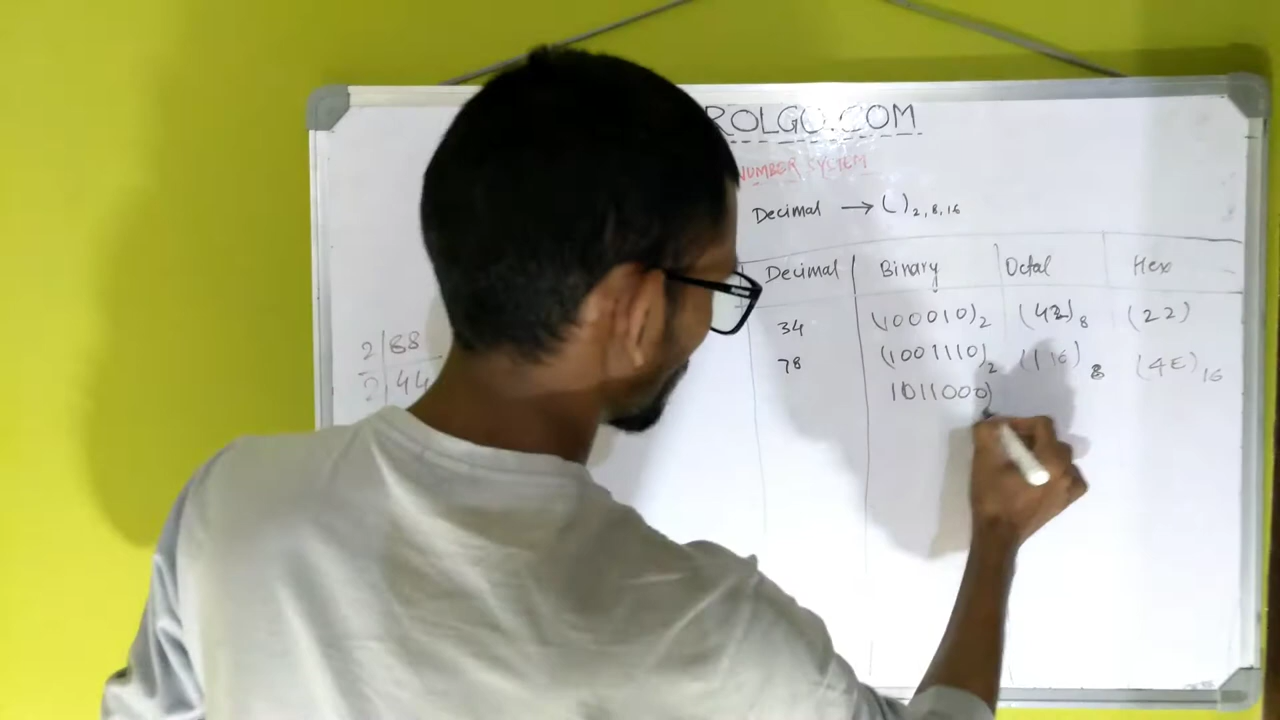 ROLGO.COM
NUMBER SYSTEM
Decimal → ( )2,8,16
Decimal Binary Octal Hex
34 (100010)2 (42)8 (22)
78 (1001110)2 (116)8 (4E)16
1011000)
2 88
2 44